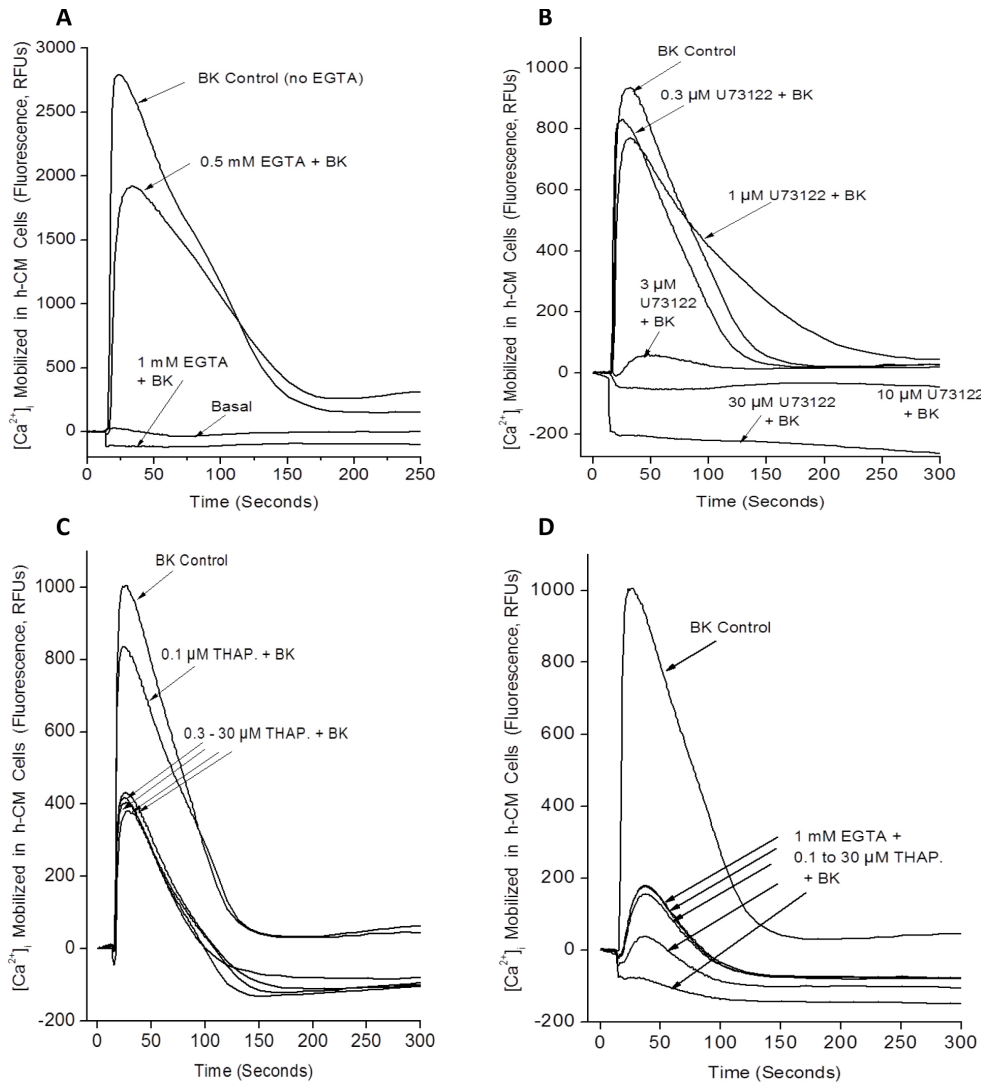 A
[Ca²⁺]ᵢ Mobilized in h-CM Cells (Fluorescence, RFUs)
3000
2500
2000
1500
1000
500
0
BK Control (no EGTA)
0.5 mM EGTA + BK
1 mM EGTA
+ BK
Basal
0 50 100 150 200 250
Time (Seconds)
B
[Ca²⁺]ᵢ Mobilized in h-CM Cells (Fluorescence, RFUs)
1000
800
600
400
200
0
-200
BK Control
0.3 µM U73122 + BK
1 µM U73122 + BK
3 µM
U73122
+ BK
30 µM U73122
+ BK
10 µM U73122
+ BK
0 50 100 150 200 250 300
Time (Seconds)
C
[Ca²⁺]ᵢ Mobilized in h-CM Cells (Fluorescence, RFUs)
1000
800
600
400
200
0
-200
BK Control
0.1 µM THAP. + BK
0.3 - 30 µM THAP. + BK
0 50 100 150 200 250 300
Time (Seconds)
D
[Ca²⁺]ᵢ Mobilized in h-CM Cells (Fluorescence, RFUs)
1000
800
600
400
200
0
-200
BK Control
1 mM EGTA +
0.1 to 30 µM THAP.
+ BK
0 50 100 150 200 250 300
Time (Seconds)